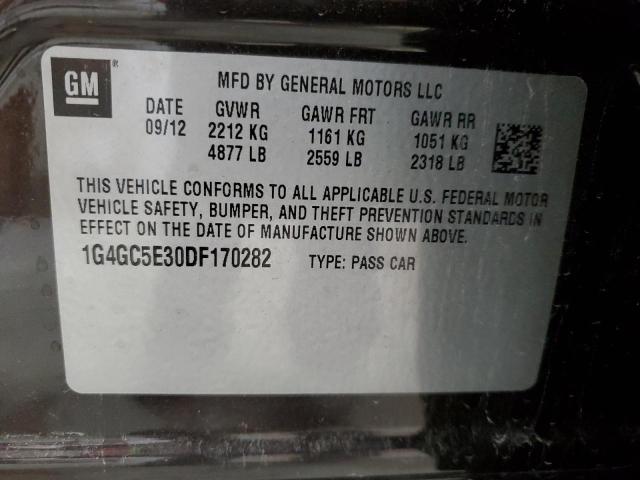 GM ®
MFD BY GENERAL MOTORS LLC
DATE GVWR GAWR FRT GAWR RR
09/12 2212 KG 1161 KG 1051 KG
4877 LB 2559 LB 2318 LB
THIS VEHICLE CONFORMS TO ALL APPLICABLE U.S. FEDERAL MOTOR
VEHICLE SAFETY, BUMPER, AND THEFT PREVENTION STANDARDS IN
EFFECT ON THE DATE OF MANUFACTURE SHOWN ABOVE.
1G4GC5E30DF170282 TYPE: PASS CAR